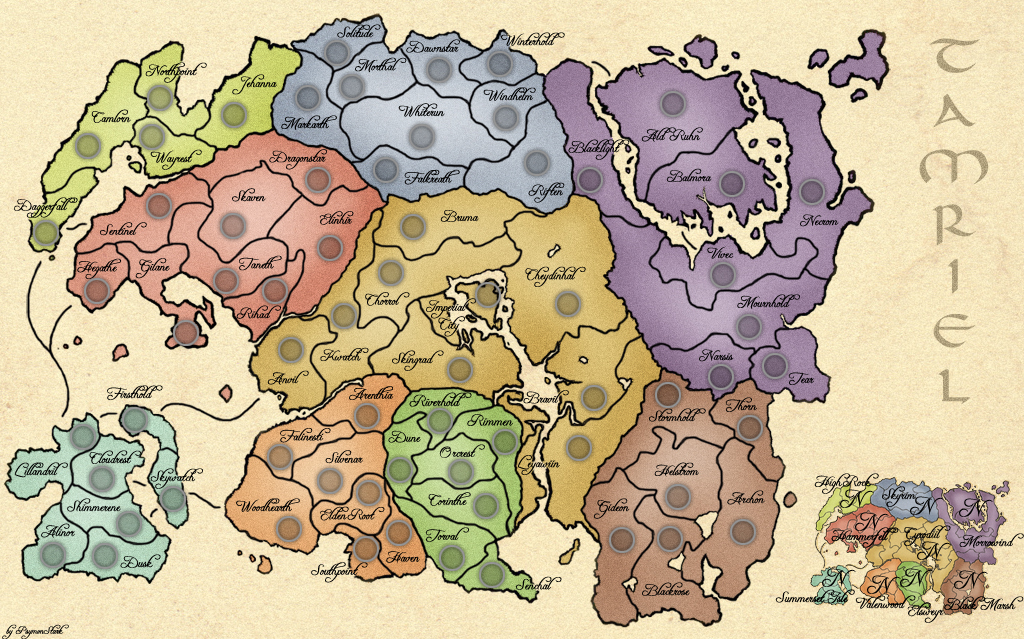 Solitude
Dawnstar
Winterhold
Northpoint
Jehanna
Morthal
Windhelm
Camlorn
Whiterun
Markarth
Wayrest
Dragonstar
Falkreath
Riften
Blacklight
Ald Ruhn
Balmora
Daggerfall
Skaven
Elinhir
Bruma
Necrom
Sentinel
Hegathe
Gilane
Taneth
Rihad
Chorrol
Cheydinhal
Vivec
Imperial
City
Mournhold
Anvil
Kvatch
Skingrad
Narsis
Tear
Firsthold
Arenthia
Riverhold
Bravil
Stormhold
Thorn
Falinesti
Dune
Rimmen
Lillandril
Cloudrest
Skywatch
Silvenar
Orcrest
Leyawiin
Helstrom
Shimmerene
Woodhearth
Elden Root
Corinthe
Gideon
Archon
Alinor
Dusk
Southpoint
Haven
Torval
Senchal
Blackrose
TAMRIEL
High Rock
Skyrim
Hammerfell
Cyrodiil
Morrowind
Summerset Isle
Valenwood
Elsweyr
Black Marsh
N
N
N
N
N
N
N
N
N
by PsymonStark